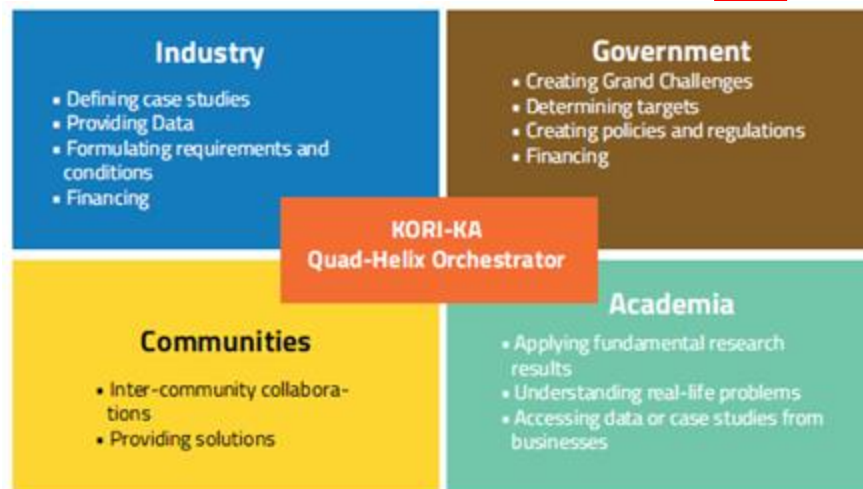 Industry
• Defining case studies
• Providing Data
• Formulating requirements and
conditions
• Financing
Government
• Creating Grand Challenges
• Determining targets
• Creating policies and regulations
• Financing
KORI-KA
Quad-Helix Orchestrator
Communities
• Inter-community collabora-
tions
• Providing solutions
Academia
• Applying fundamental research
results
• Understanding real-life problems
• Accessing data or case studies from
businesses